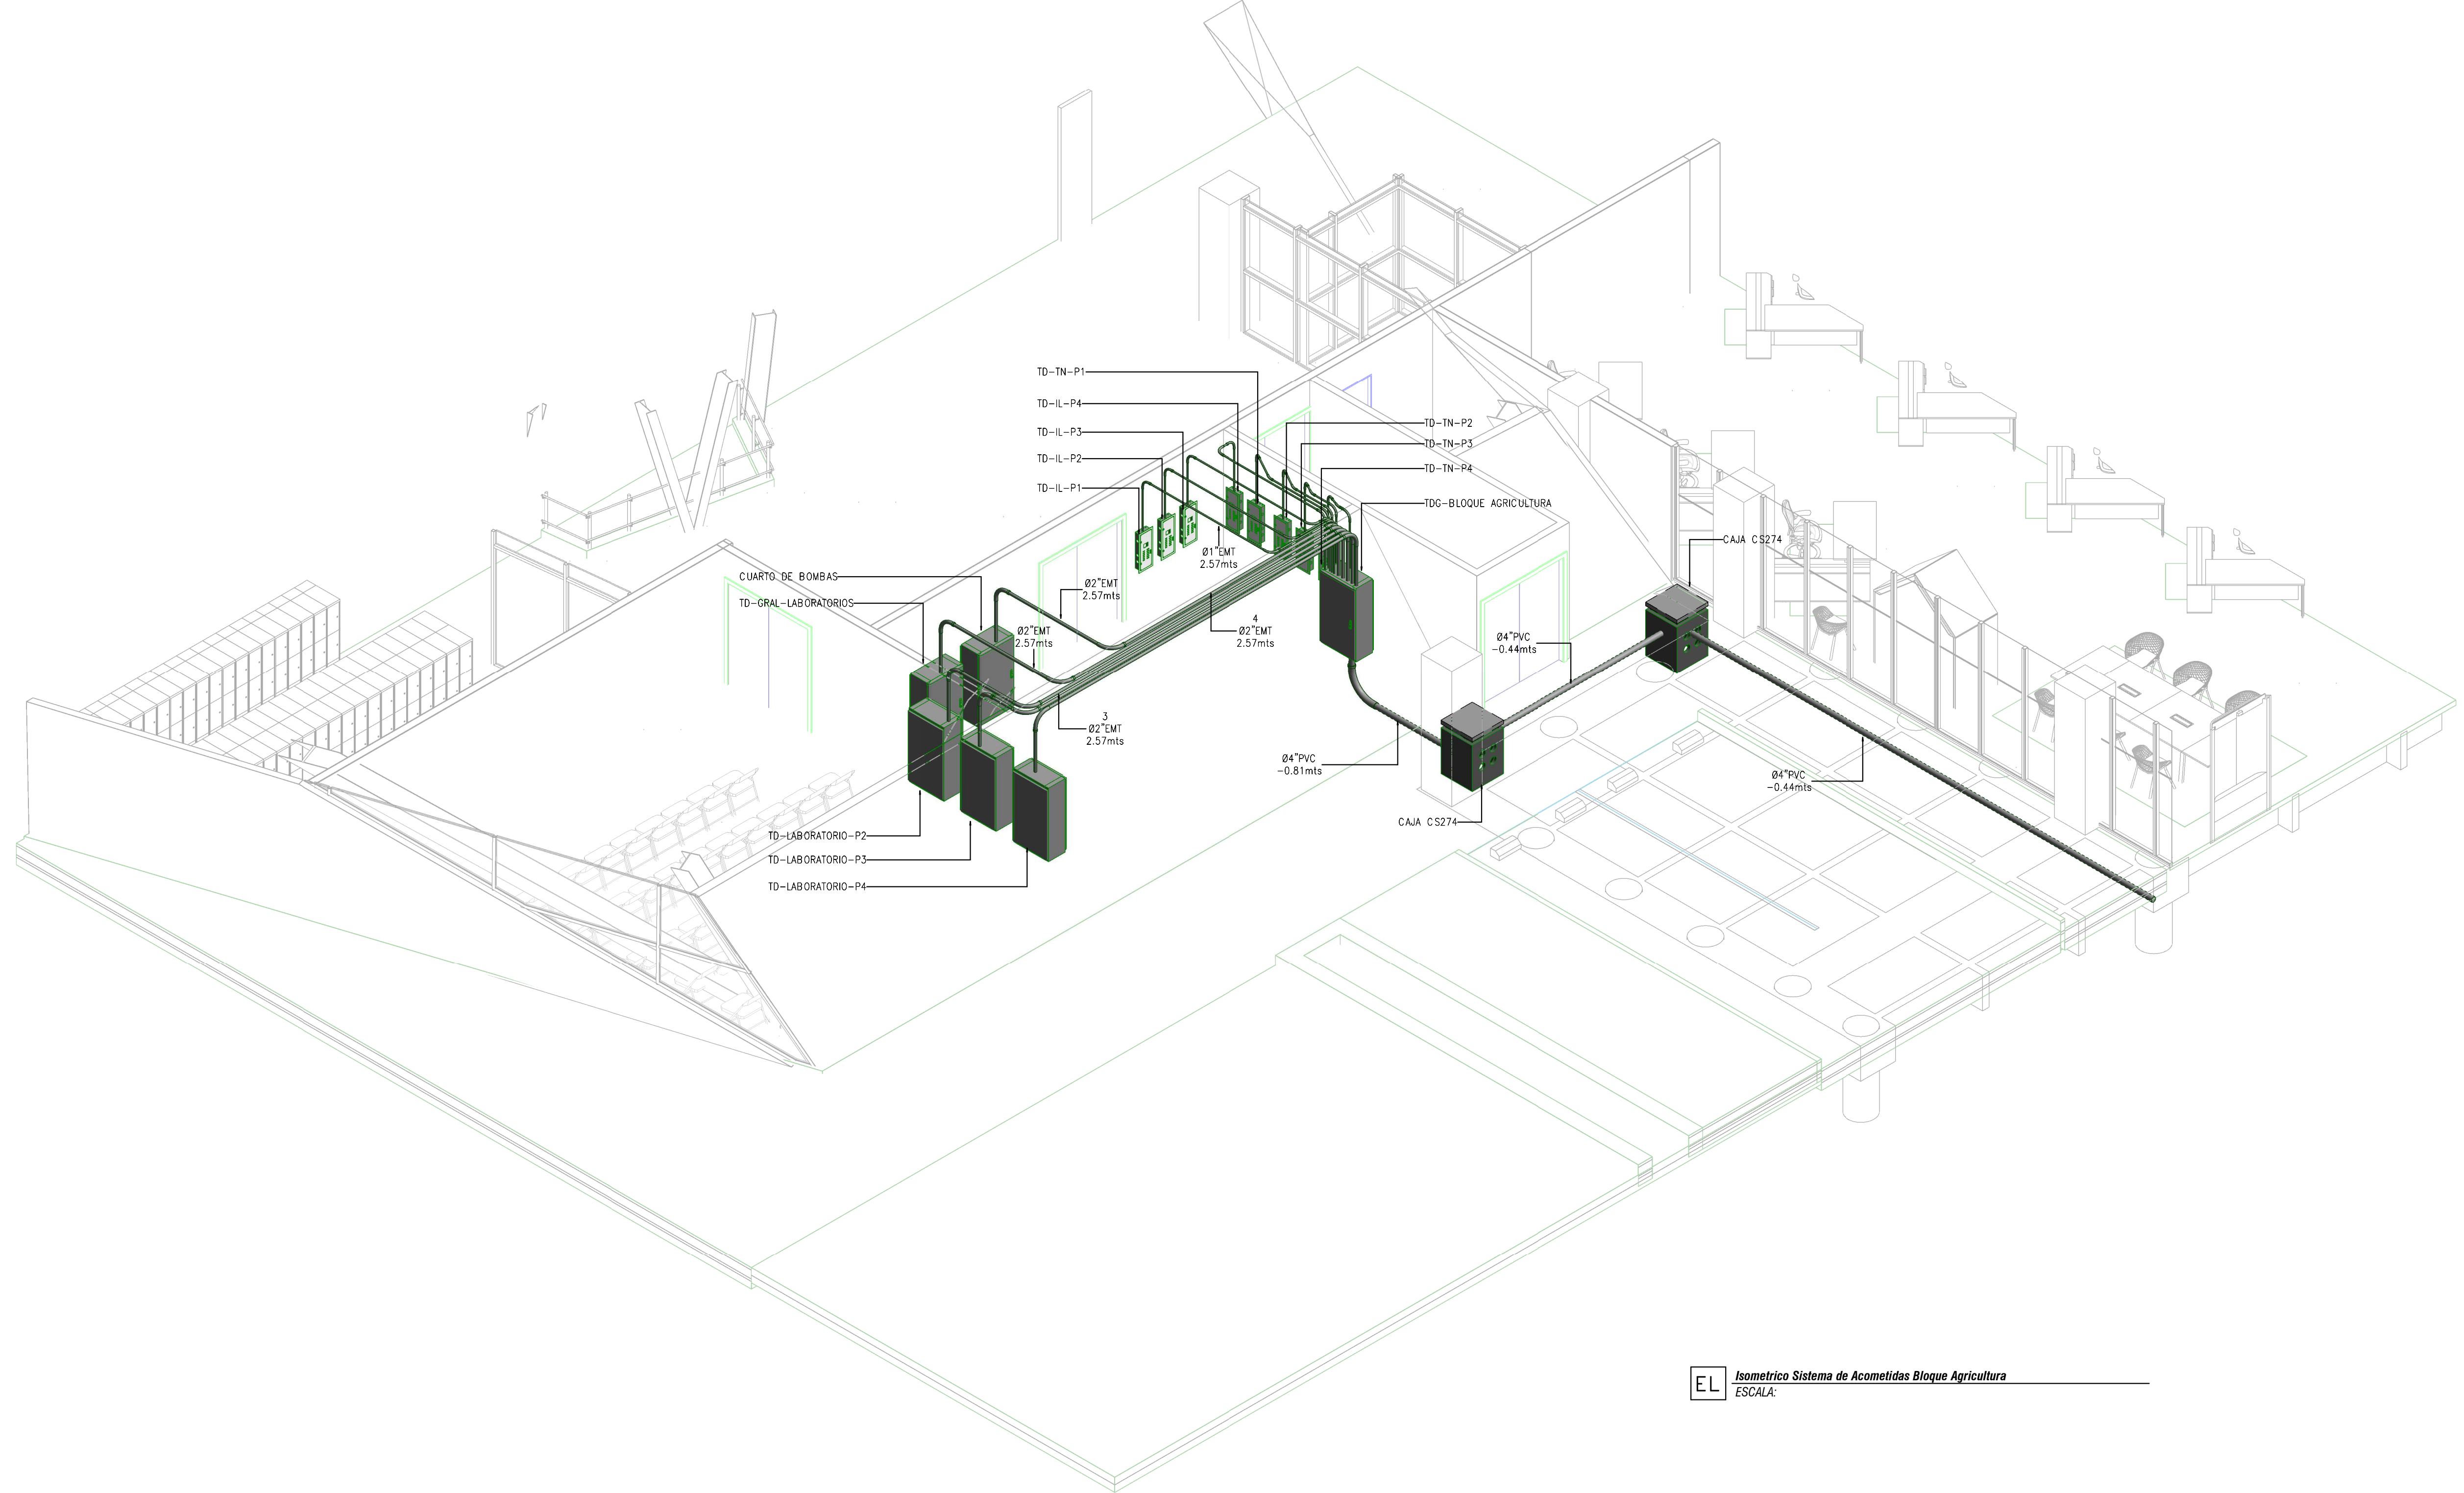 TD-TN-P1
TD-IL-P4
TD-IL-P3
TD-IL-P2
TD-IL-P1
TD-TN-P2
TD-TN-P3
TD-TN-P4
TDG-BLOQUE AGRICULTURA
CAJA CS274
Ø1"EMT
2.57mts
CUARTO DE BOMBAS
TD-GRAL-LABORATORIOS
Ø2"EMT
2.57mts
Ø2"EMT
2.57mts
4
Ø2"EMT
2.57mts
Ø4"PVC
-0.44mts
3
Ø2"EMT
2.57mts
Ø4"PVC
-0.81mts
Ø4"PVC
-0.44mts
CAJA CS274
TD-LABORATORIO-P2
TD-LABORATORIO-P3
TD-LABORATORIO-P4
EL
Isometrico Sistema de Acometidas Bloque Agricultura
ESCALA: